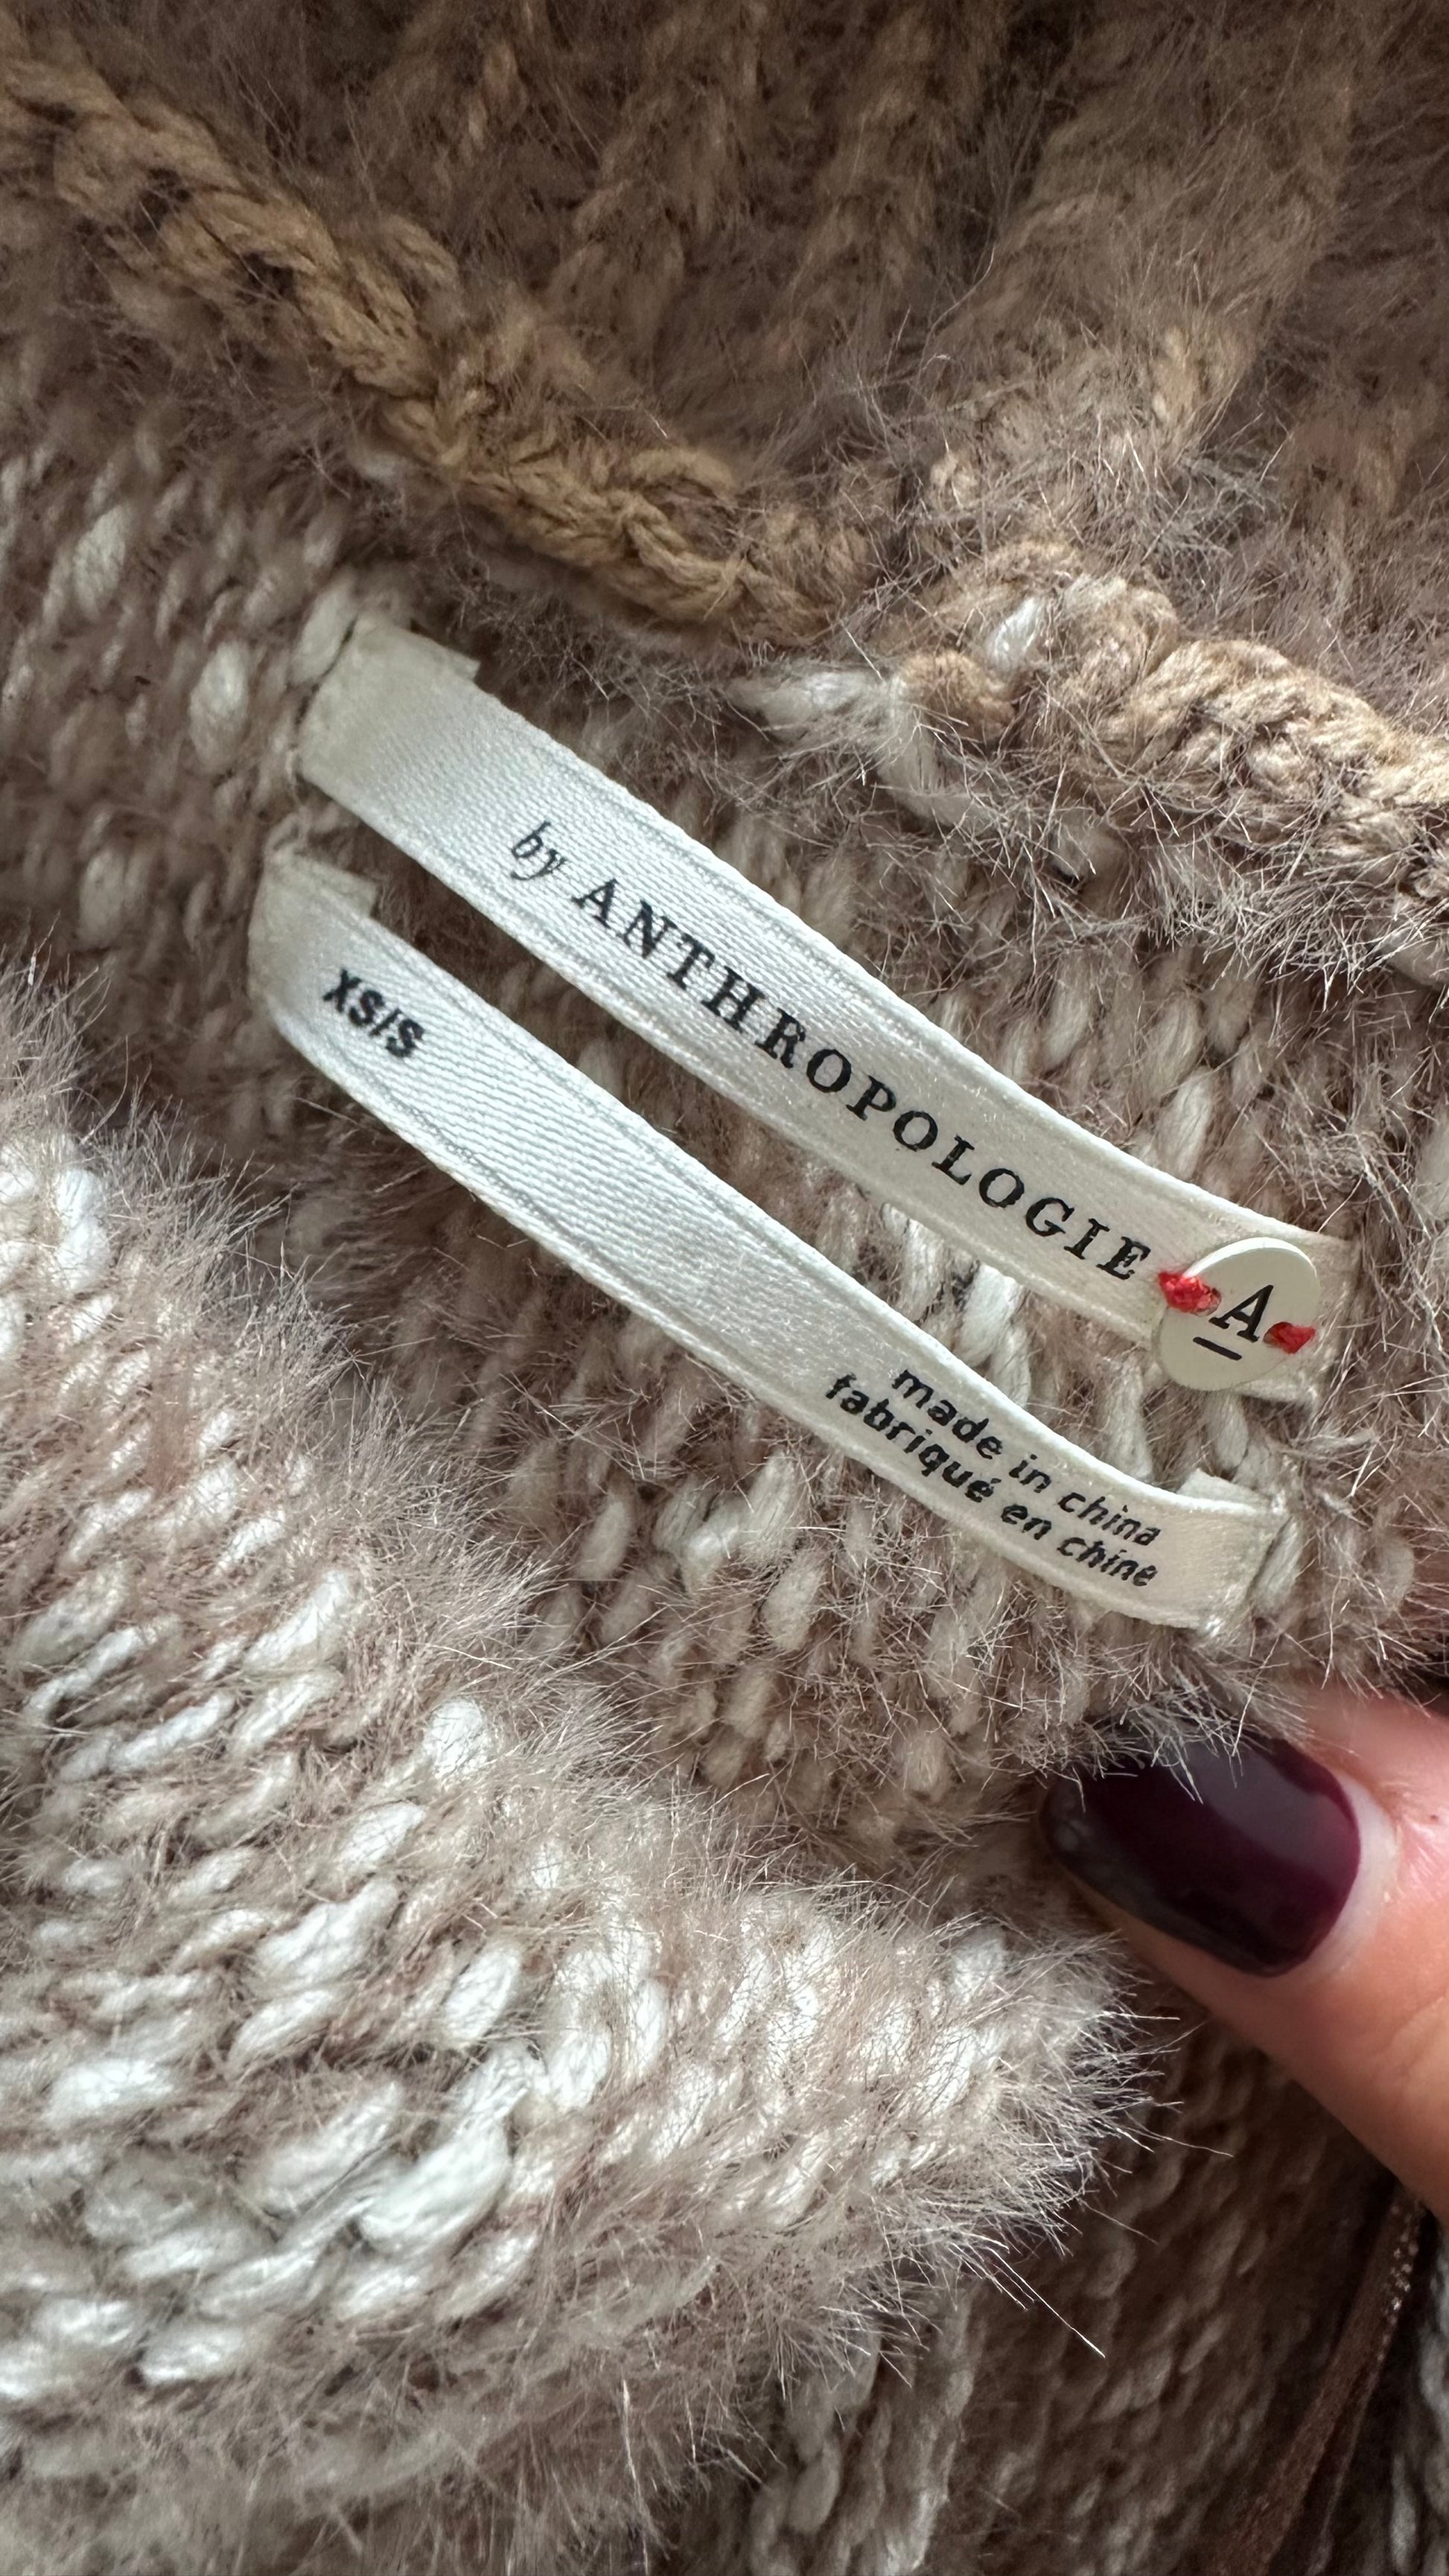 by ANTHROPOLOGIE
A
XS/S
made in china
fabriqué en chine